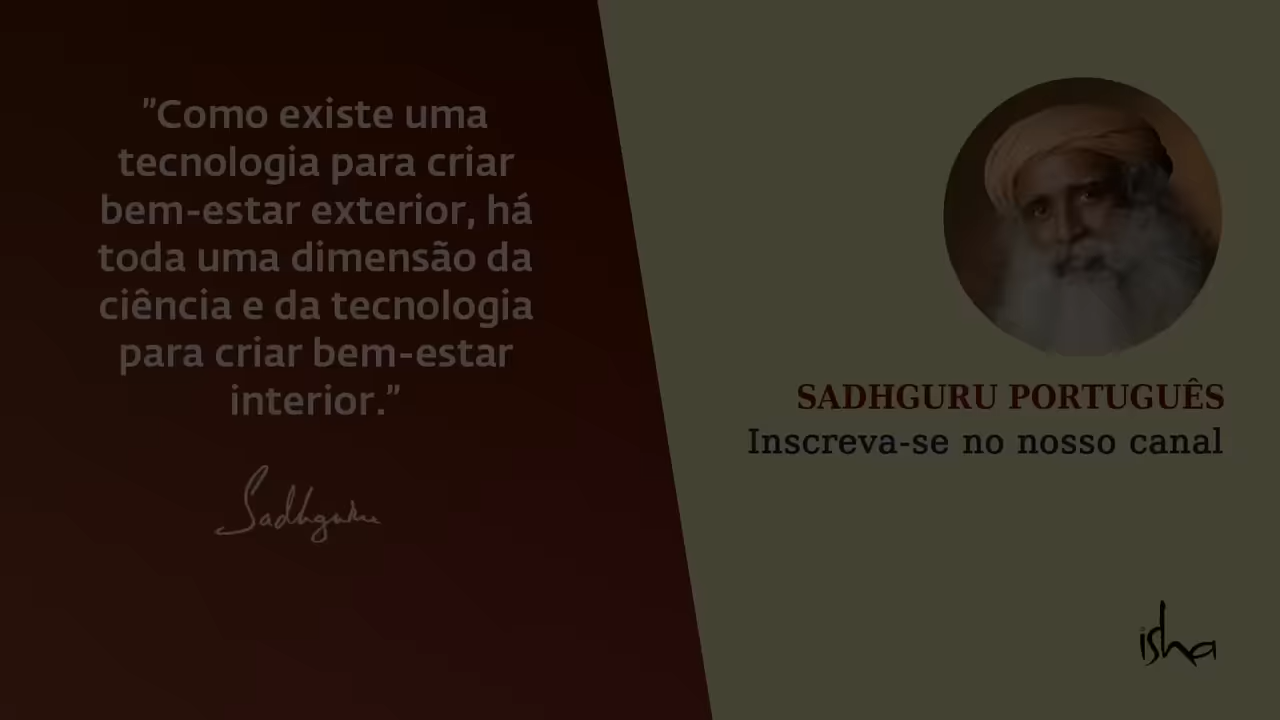 "Como existe uma
tecnologia para criar
bem-estar exterior, há
toda uma dimensão da
ciência e da tecnologia
para criar bem-estar
interior.”
Sadhguru
SADHGURU PORTUGUÊS
Inscreva-se no nosso canal
isha